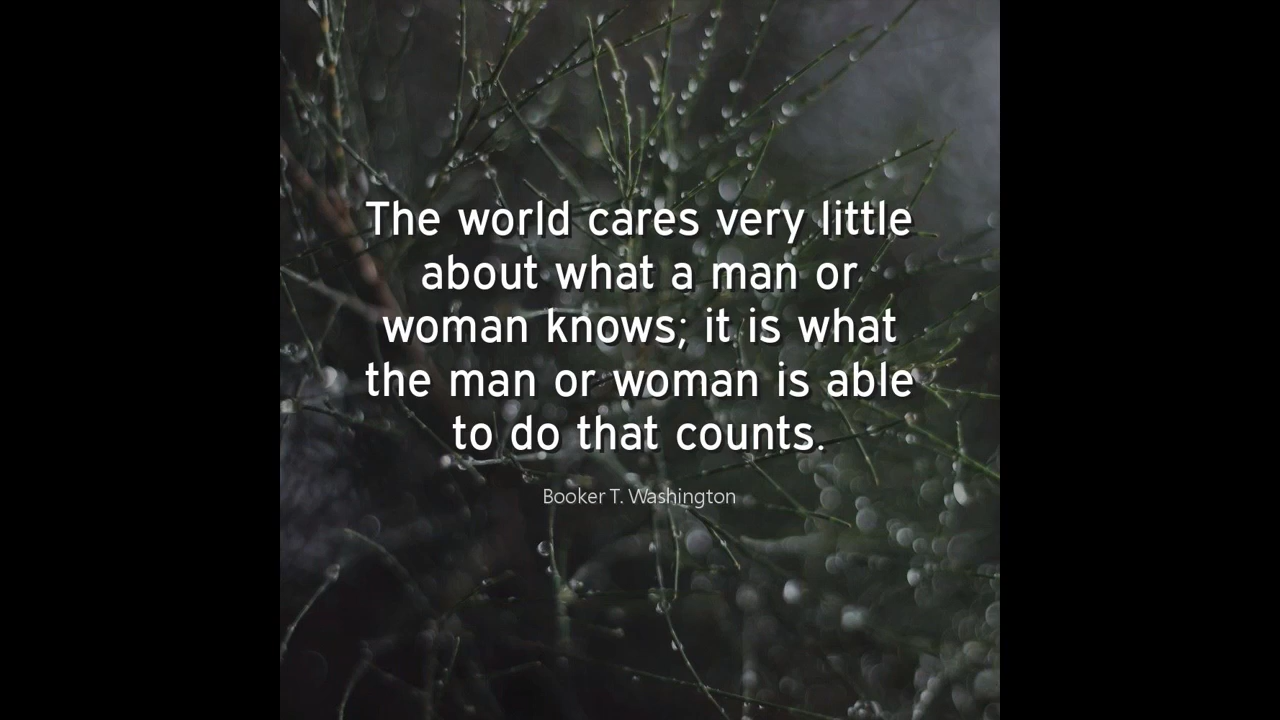 The world cares very little
about what a man or
woman knows; it is what
the man or woman is able
to do that counts.
Booker T. Washington